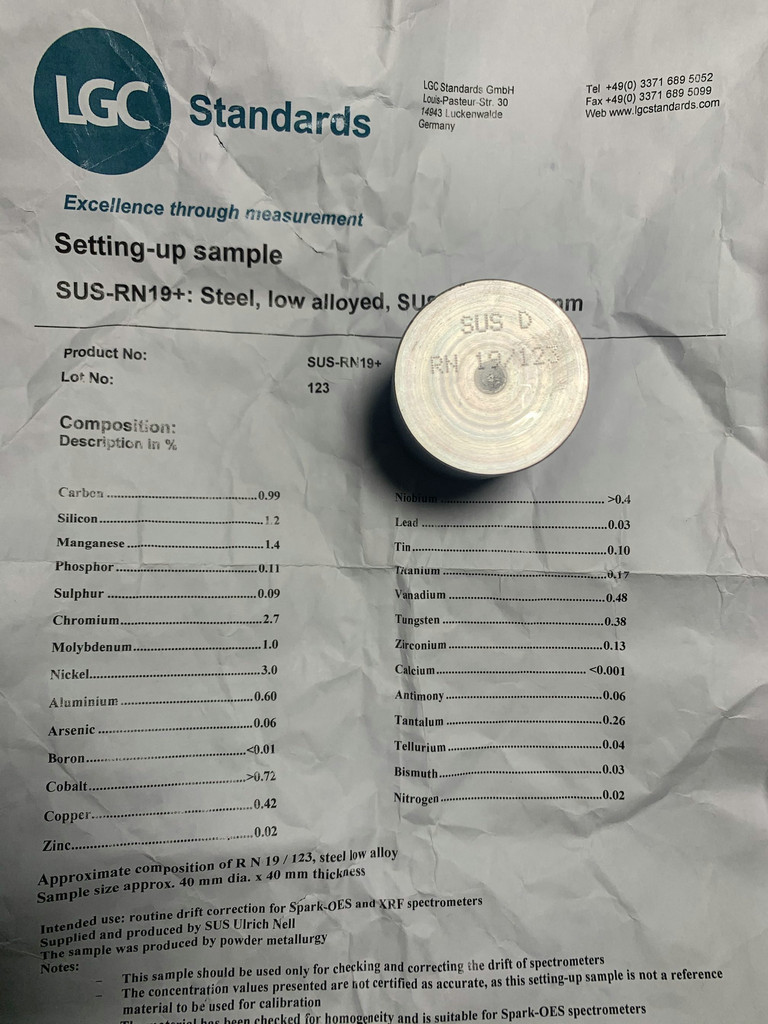 LGC Standards
LGC Standards GmbH
Louis-Pasteur-Str. 30
14943 Luckenwalde
Germany
Tel +49(0) 3371 689 5052
Fax +49(0) 3371 689 5099
Web www.lgcstandards.com
Excellence through measurement
Setting-up sample
SUS-RN19+: Steel, low alloyed, SUS
SUS D
RN 19/123
Product No: SUS-RN19+
Lot No: 123
Composition:
Description in %
Carbon ........ 0.99
Silicon ........ 1.2
Manganese ........ 1.4
Phosphor ........ 0.11
Sulphur ........ 0.09
Chromium ........ 2.7
Molybdenum ........ 1.0
Nickel ........ 3.0
Aluminium ........ 0.60
Arsenic ........ 0.06
Boron ........ <0.01
Cobalt ........ >0.72
Copper ........ 0.42
Zinc ........ 0.02
Niobium ........ >0.4
Lead ........ 0.03
Tin ........ 0.10
Titanium ........ 0.17
Vanadium ........ 0.48
Tungsten ........ 0.38
Zirconium ........ 0.13
Calcium ........ <0.001
Antimony ........ 0.06
Tantalum ........ 0.26
Tellurium ........ 0.04
Bismuth ........ 0.03
Nitrogen ........ 0.02
Approximate composition of R N 19 / 123, steel low alloy
Sample size approx. 40 mm dia. x 40 mm thickness
Intended use: routine drift correction for Spark-OES and XRF spectrometers
Supplied and produced by SUS Ulrich Nell
The sample was produced by powder metallurgy
Notes:
– This sample should be used only for checking and correcting the drift of spectrometers
– The concentration values presented are not certified as accurate, as this setting-up sample is not a reference
material to be used for calibration
has been checked for homogeneity and is suitable for Spark-OES spectrometers